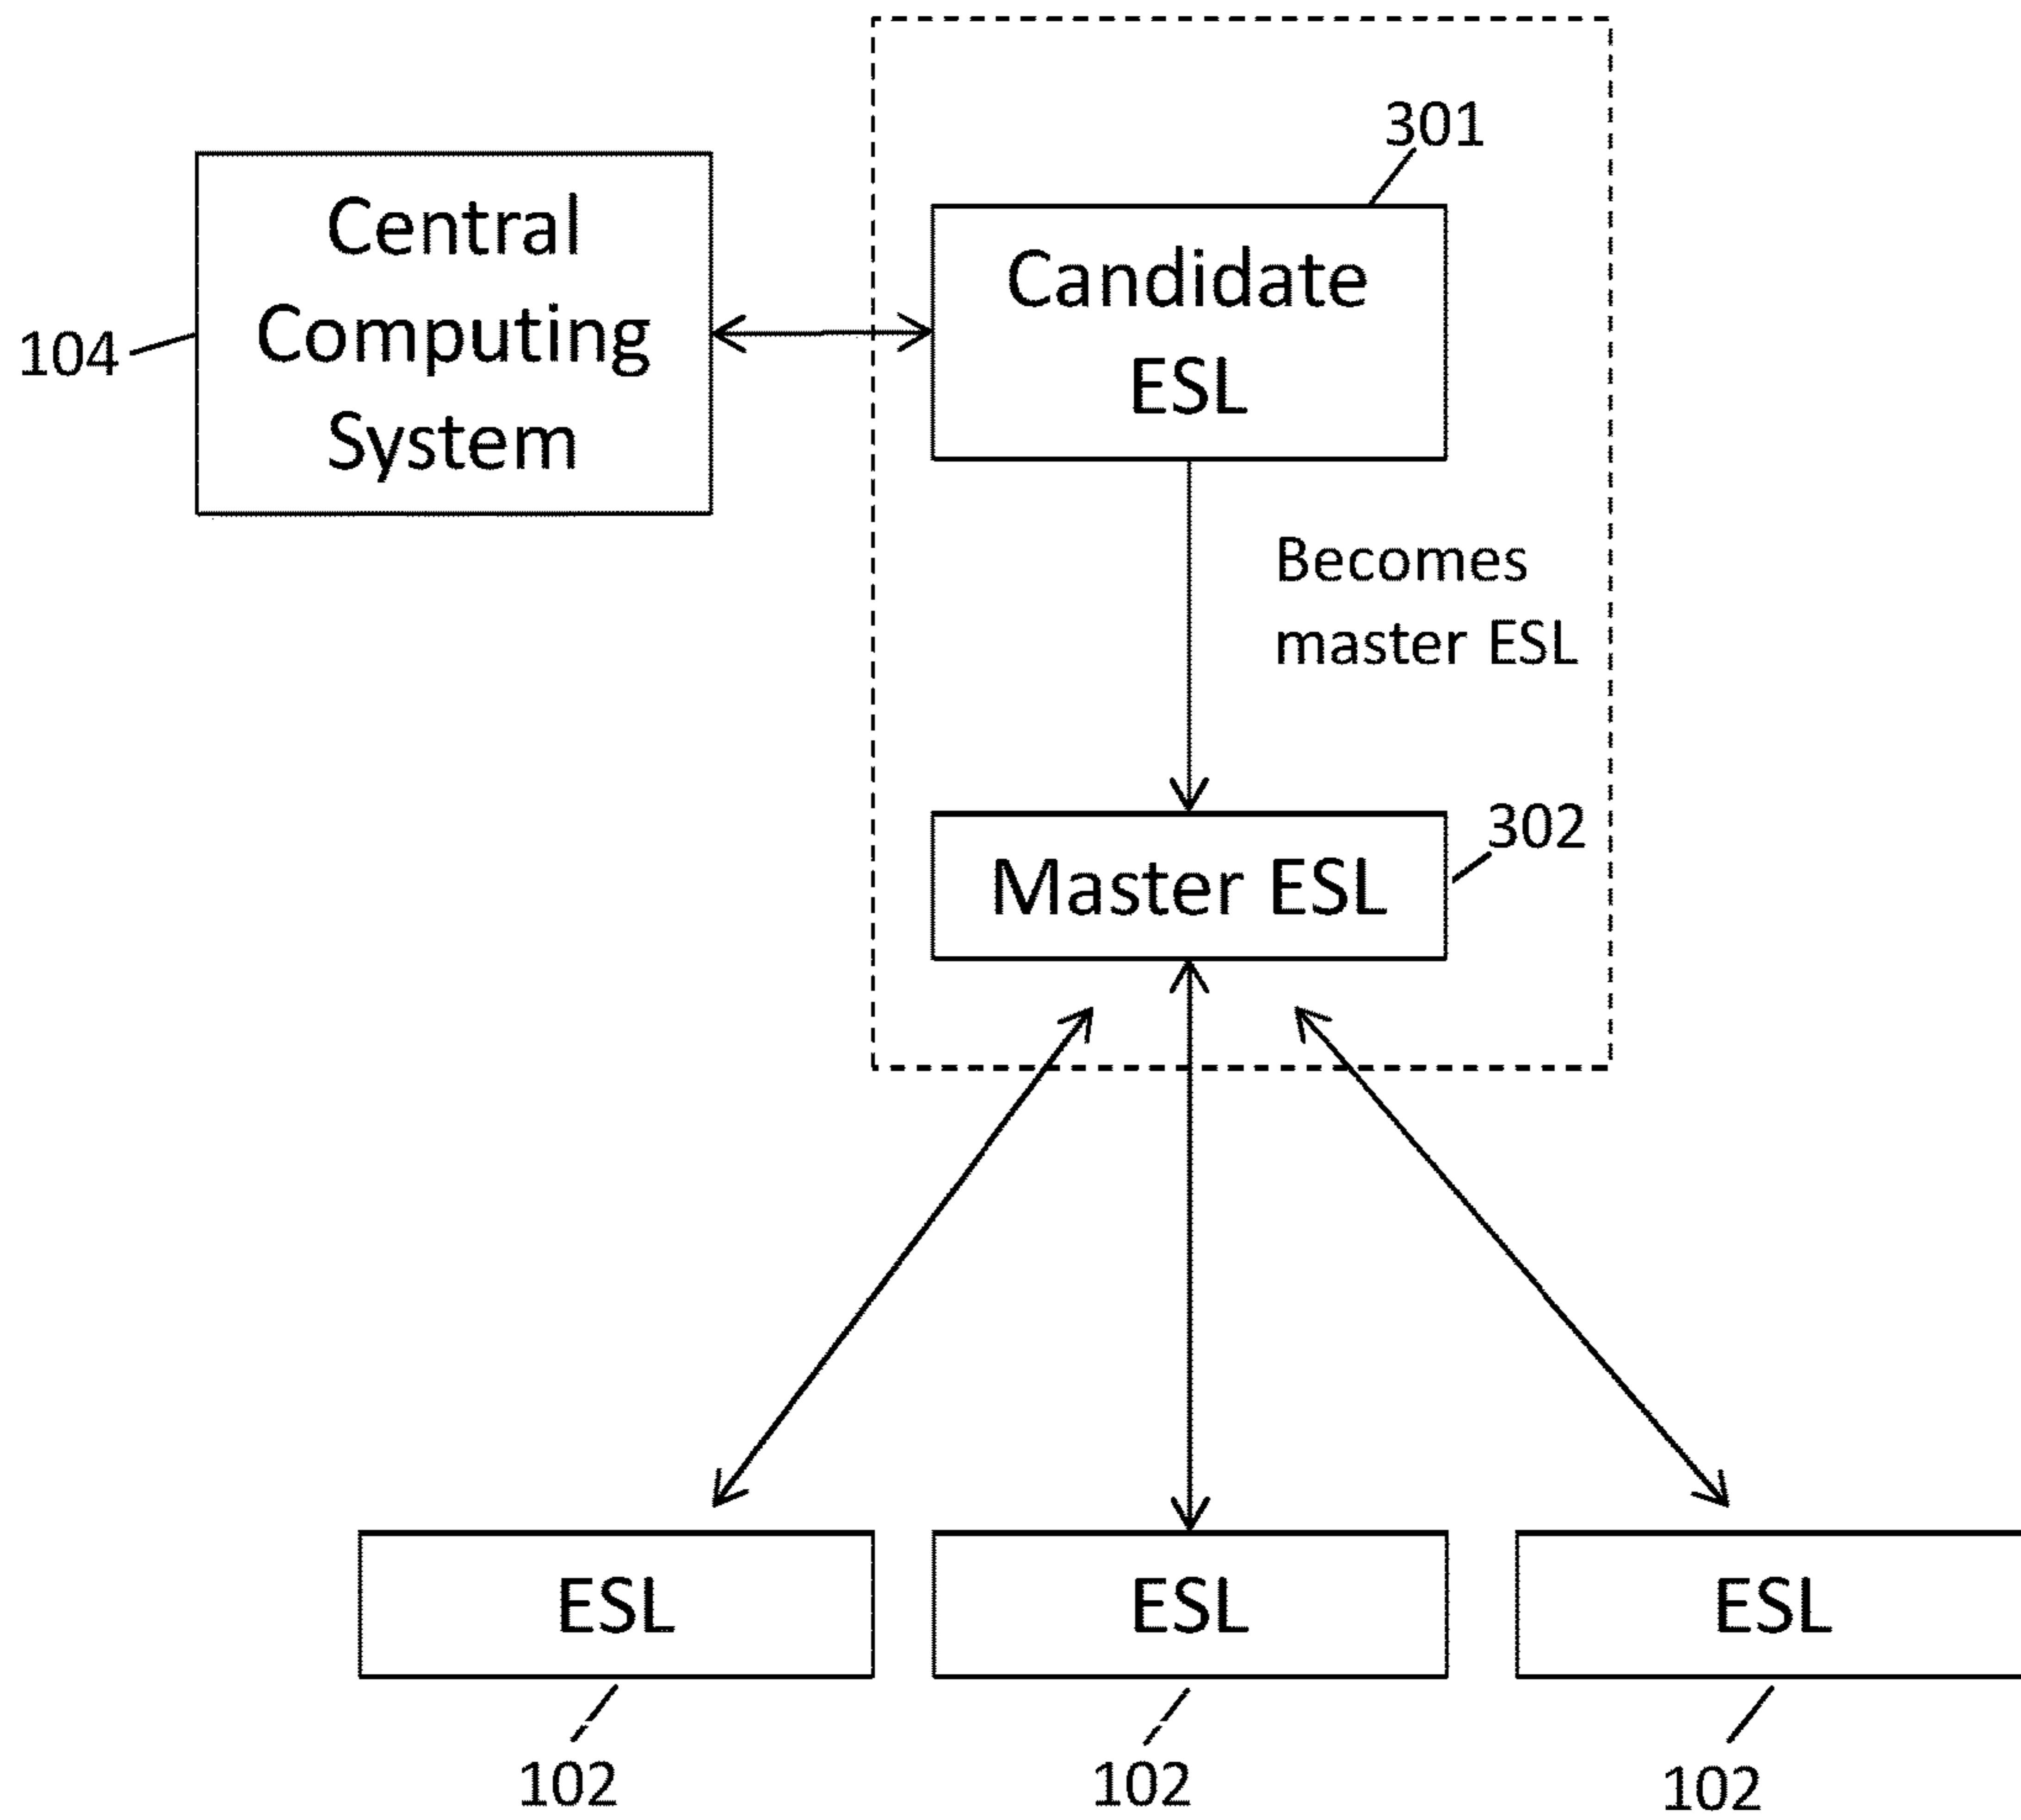 301
Central
Computing
System
104
Candidate
ESL
Becomes
master ESL
302
Master ESL
ESL
ESL
ESL
102
102
102